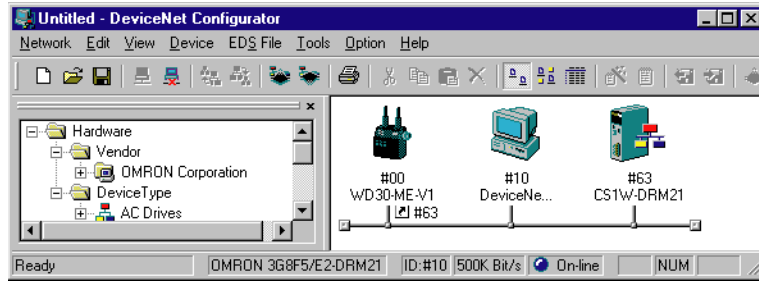 Untitled - DeviceNet Configurator
Network Edit View Device EDS File Tools Option Help
Hardware
Vendor
OMRON Corporation
DeviceType
AC Drives
#00 #10 #63
WD30-ME-V1 DeviceNe... CS1W-DRM21
#63
Ready OMRON 3G8F5/E2-DRM21 ID:#10 500K Bit/s On-line NUM